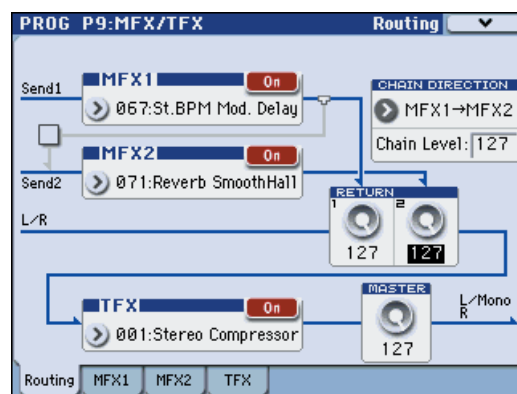 PROG P9:MFX/TFX Routing
Send1
MFX1 On
067:St.BPM Mod. Delay
CHAIN DIRECTION
MFX1→MFX2
Chain Level: 127
MFX2 On
071:Reverb SmoothHall
Send2
L/R
RETURN
1 2
127 127
TFX On
001:Stereo Compressor
MASTER
127
L/Mono
R
Routing MFX1 MFX2 TFX